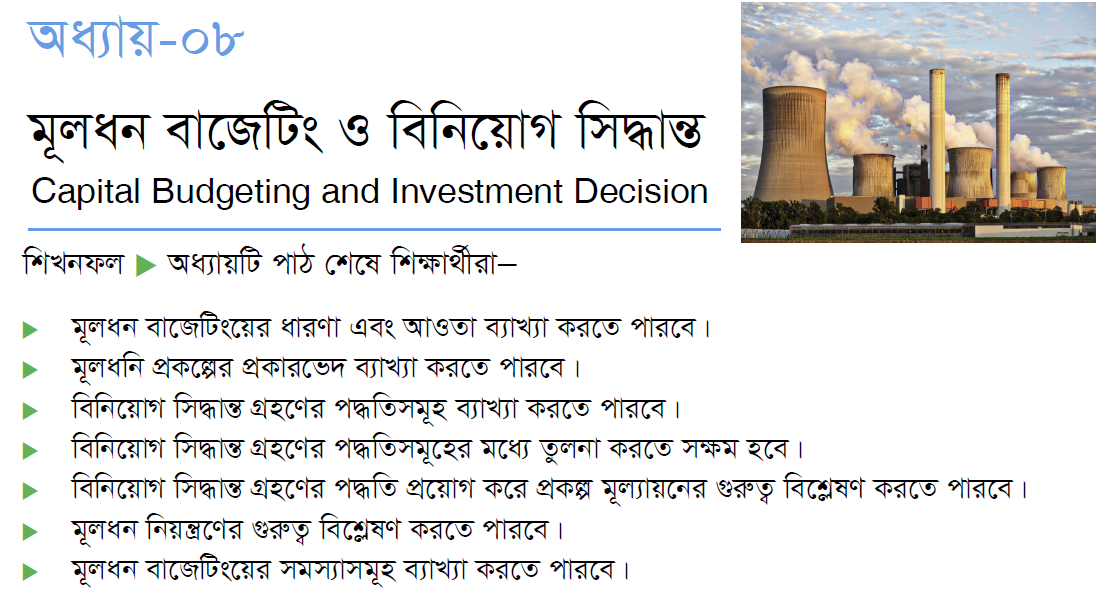 অধ্যায়-০৮
মূলধন বাজেটিং ও বিনিয়োগ সিদ্ধান্ত
Capital Budgeting and Investment Decision
শিখনফল ▶ অধ্যায়টি পাঠ শেষে শিক্ষার্থীরা–
▶ মূলধন বাজেটিংয়ের ধারণা এবং আওতা ব্যাখ্যা করতে পারবে।
▶ মূলধনি প্রকল্পের প্রকারভেদ ব্যাখ্যা করতে পারবে।
▶ বিনিয়োগ সিদ্ধান্ত গ্রহণের পদ্ধতিসমূহ ব্যাখ্যা করতে পারবে।
▶ বিনিয়োগ সিদ্ধান্ত গ্রহণের পদ্ধতিসমূহের মধ্যে তুলনা করতে সক্ষম হবে।
▶ বিনিয়োগ সিদ্ধান্ত গ্রহণের পদ্ধতি প্রয়োগ করে প্রকল্প মূল্যায়নের গুরুত্ব বিশ্লেষণ করতে পারবে।
▶ মূলধন নিয়ন্ত্রণের গুরুত্ব বিশ্লেষণ করতে পারবে।
▶ মূলধন বাজেটিংয়ের সমস্যাসমূহ ব্যাখ্যা করতে পারবে।